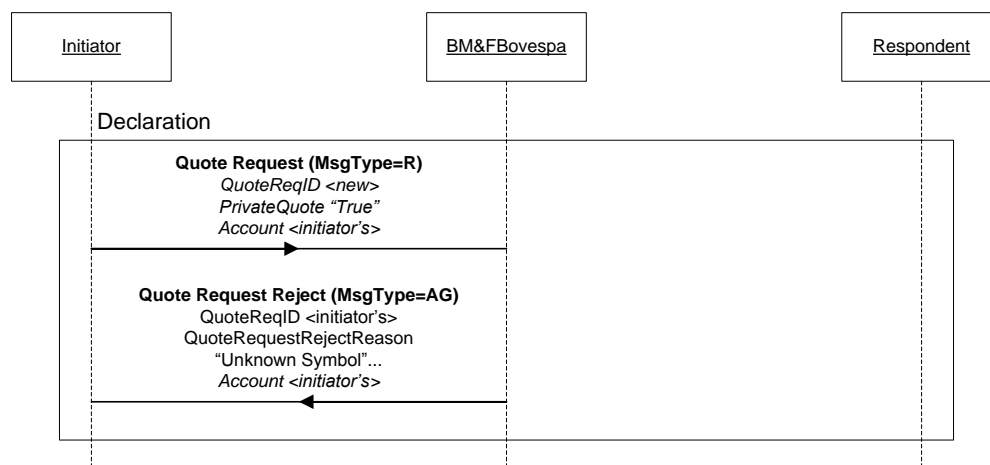 Initiator
BM&FBovespa
Respondent
Declaration
Quote Request (MsgType=R)
QuoteReqID <new>
PrivateQuote “True”
Account <initiator's>
Quote Request Reject (MsgType=AG)
QuoteReqID <initiator's>
QuoteRequestRejectReason
“Unknown Symbol”...
Account <initiator's>